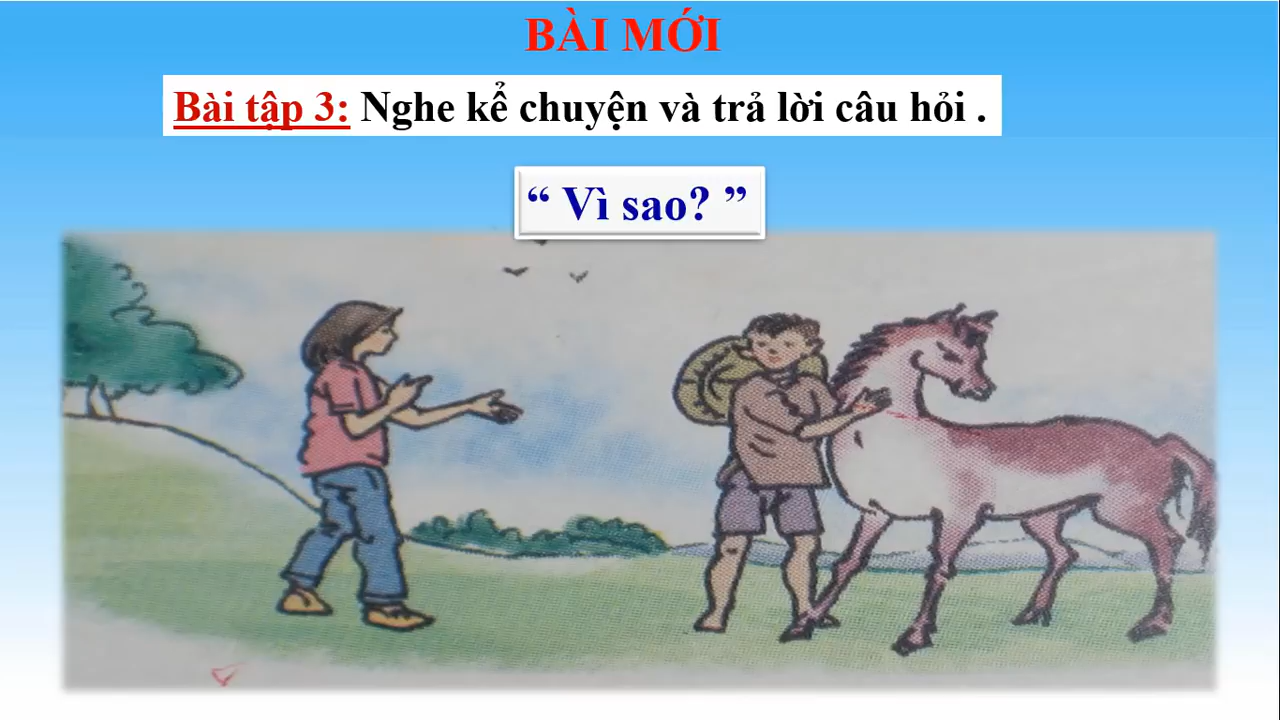 BÀI MỚI
Bài tập 3: Nghe kể chuyện và trả lời câu hỏi .
“ Vì sao? ”